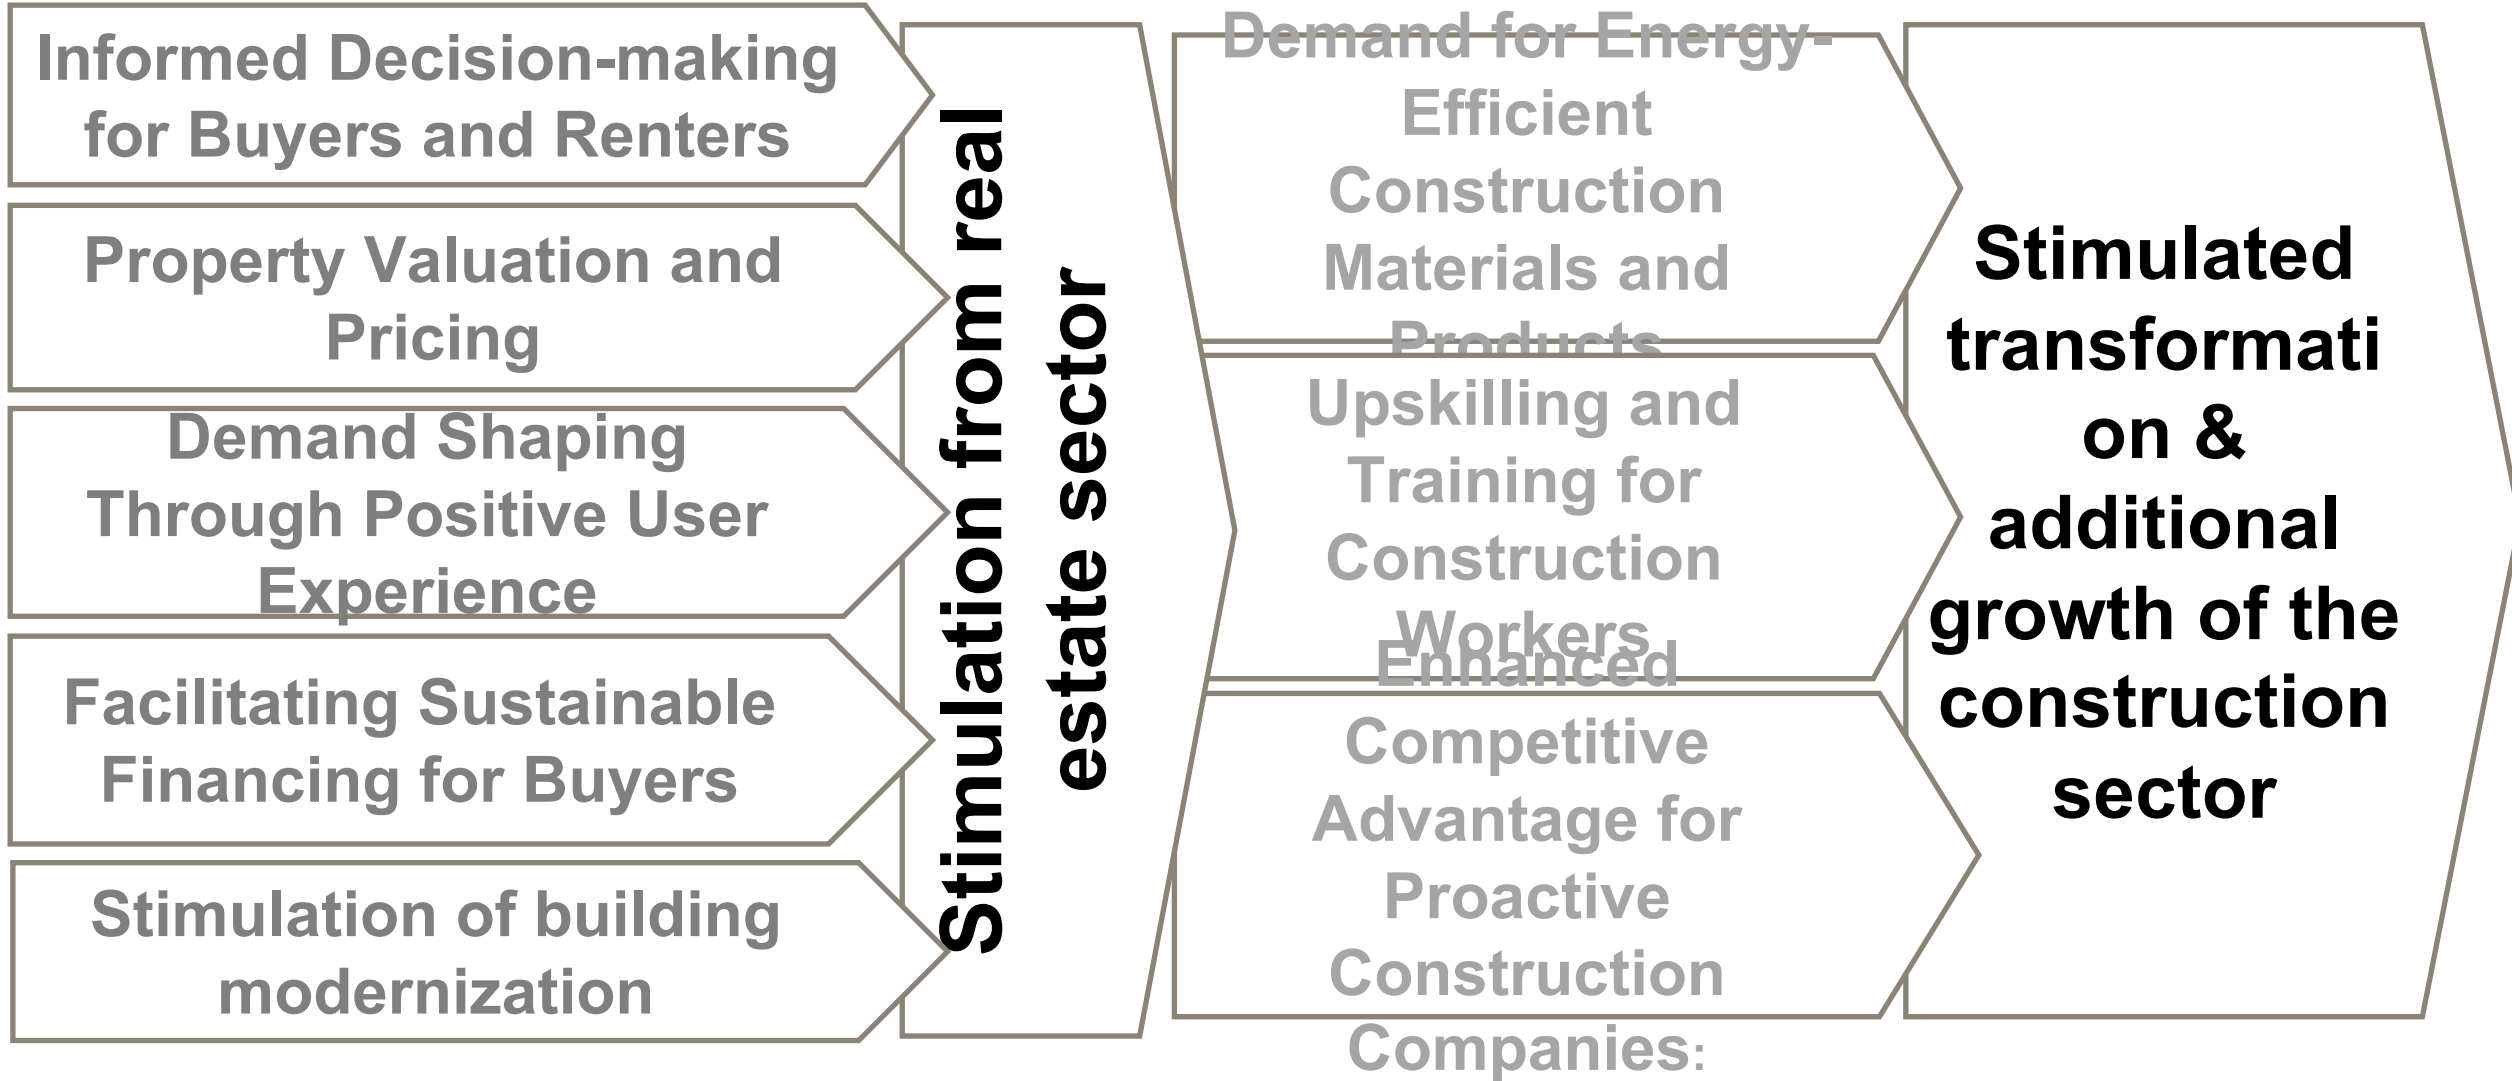 Informed Decision-making
for Buyers and Renters
Property Valuation and
Pricing
Demand Shaping
Through Positive User
Experience
Facilitating Sustainable
Financing for Buyers
Stimulation of building
modernization
Stimulation from real
estate sector
Demand for Energy-
Efficient
Construction
Materials and
Products
Upskilling and
Training for
Construction
Workers
Enhanced
Competitive
Advantage for
Proactive
Construction
Companies:
Stimulated
transformati
on &
additional
growth of the
construction
sector